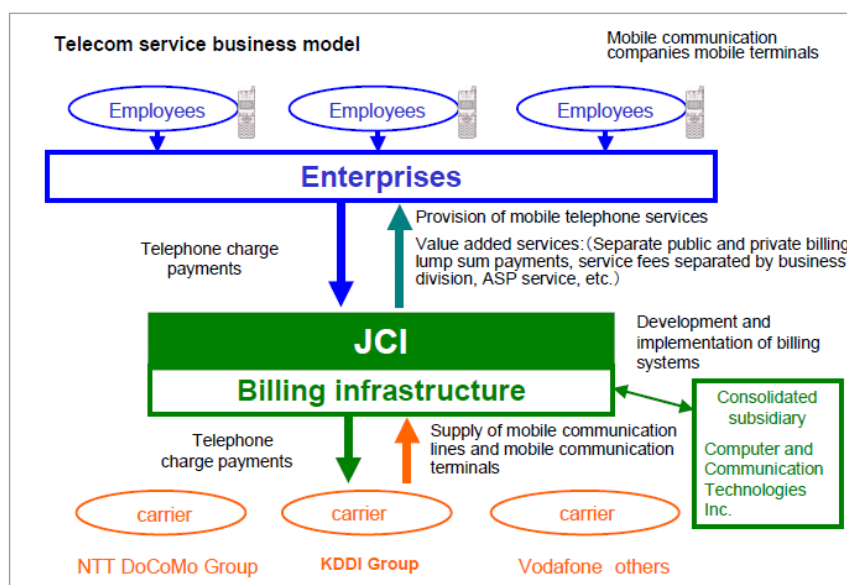 Telecom service business model
Mobile communication
companies mobile terminals
Employees
Employees
Employees
Enterprises
Telephone charge
payments
Provision of mobile telephone services
Value added services:(Separate public and private billing,
lump sum payments, service fees separated by business
division, ASP service, etc.)
JCI
Billing infrastructure
Development and
implementation of billing
systems
Consolidated
subsidiary
Computer and
Communication
Technologies
Inc.
Telephone
charge payments
Supply of mobile communication
lines and mobile communication
terminals
carrier
carrier
carrier
NTT DoCoMo Group
KDDI Group
Vodafone others